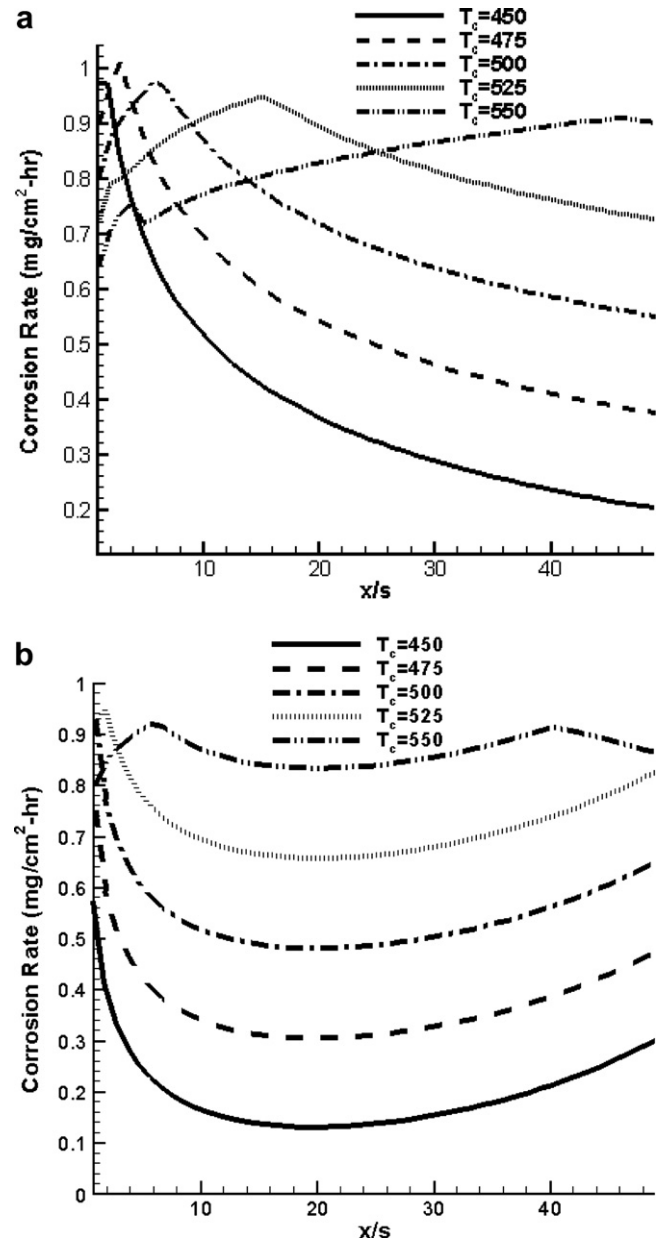 a
T_c=450
T_c=475
T_c=500
T_c=525
T_c=550
1
0.9
0.8
0.7
0.6
0.5
0.4
0.3
0.2
Corrosion Rate (mg/cm²-hr)
10 20 30 40
x/s
b
T_c=450
T_c=475
T_c=500
T_c=525
T_c=550
1
0.9
0.8
0.7
0.6
0.5
0.4
0.3
0.2
0.1
0
Corrosion Rate (mg/cm²-hr)
10 20 30 40
x/s